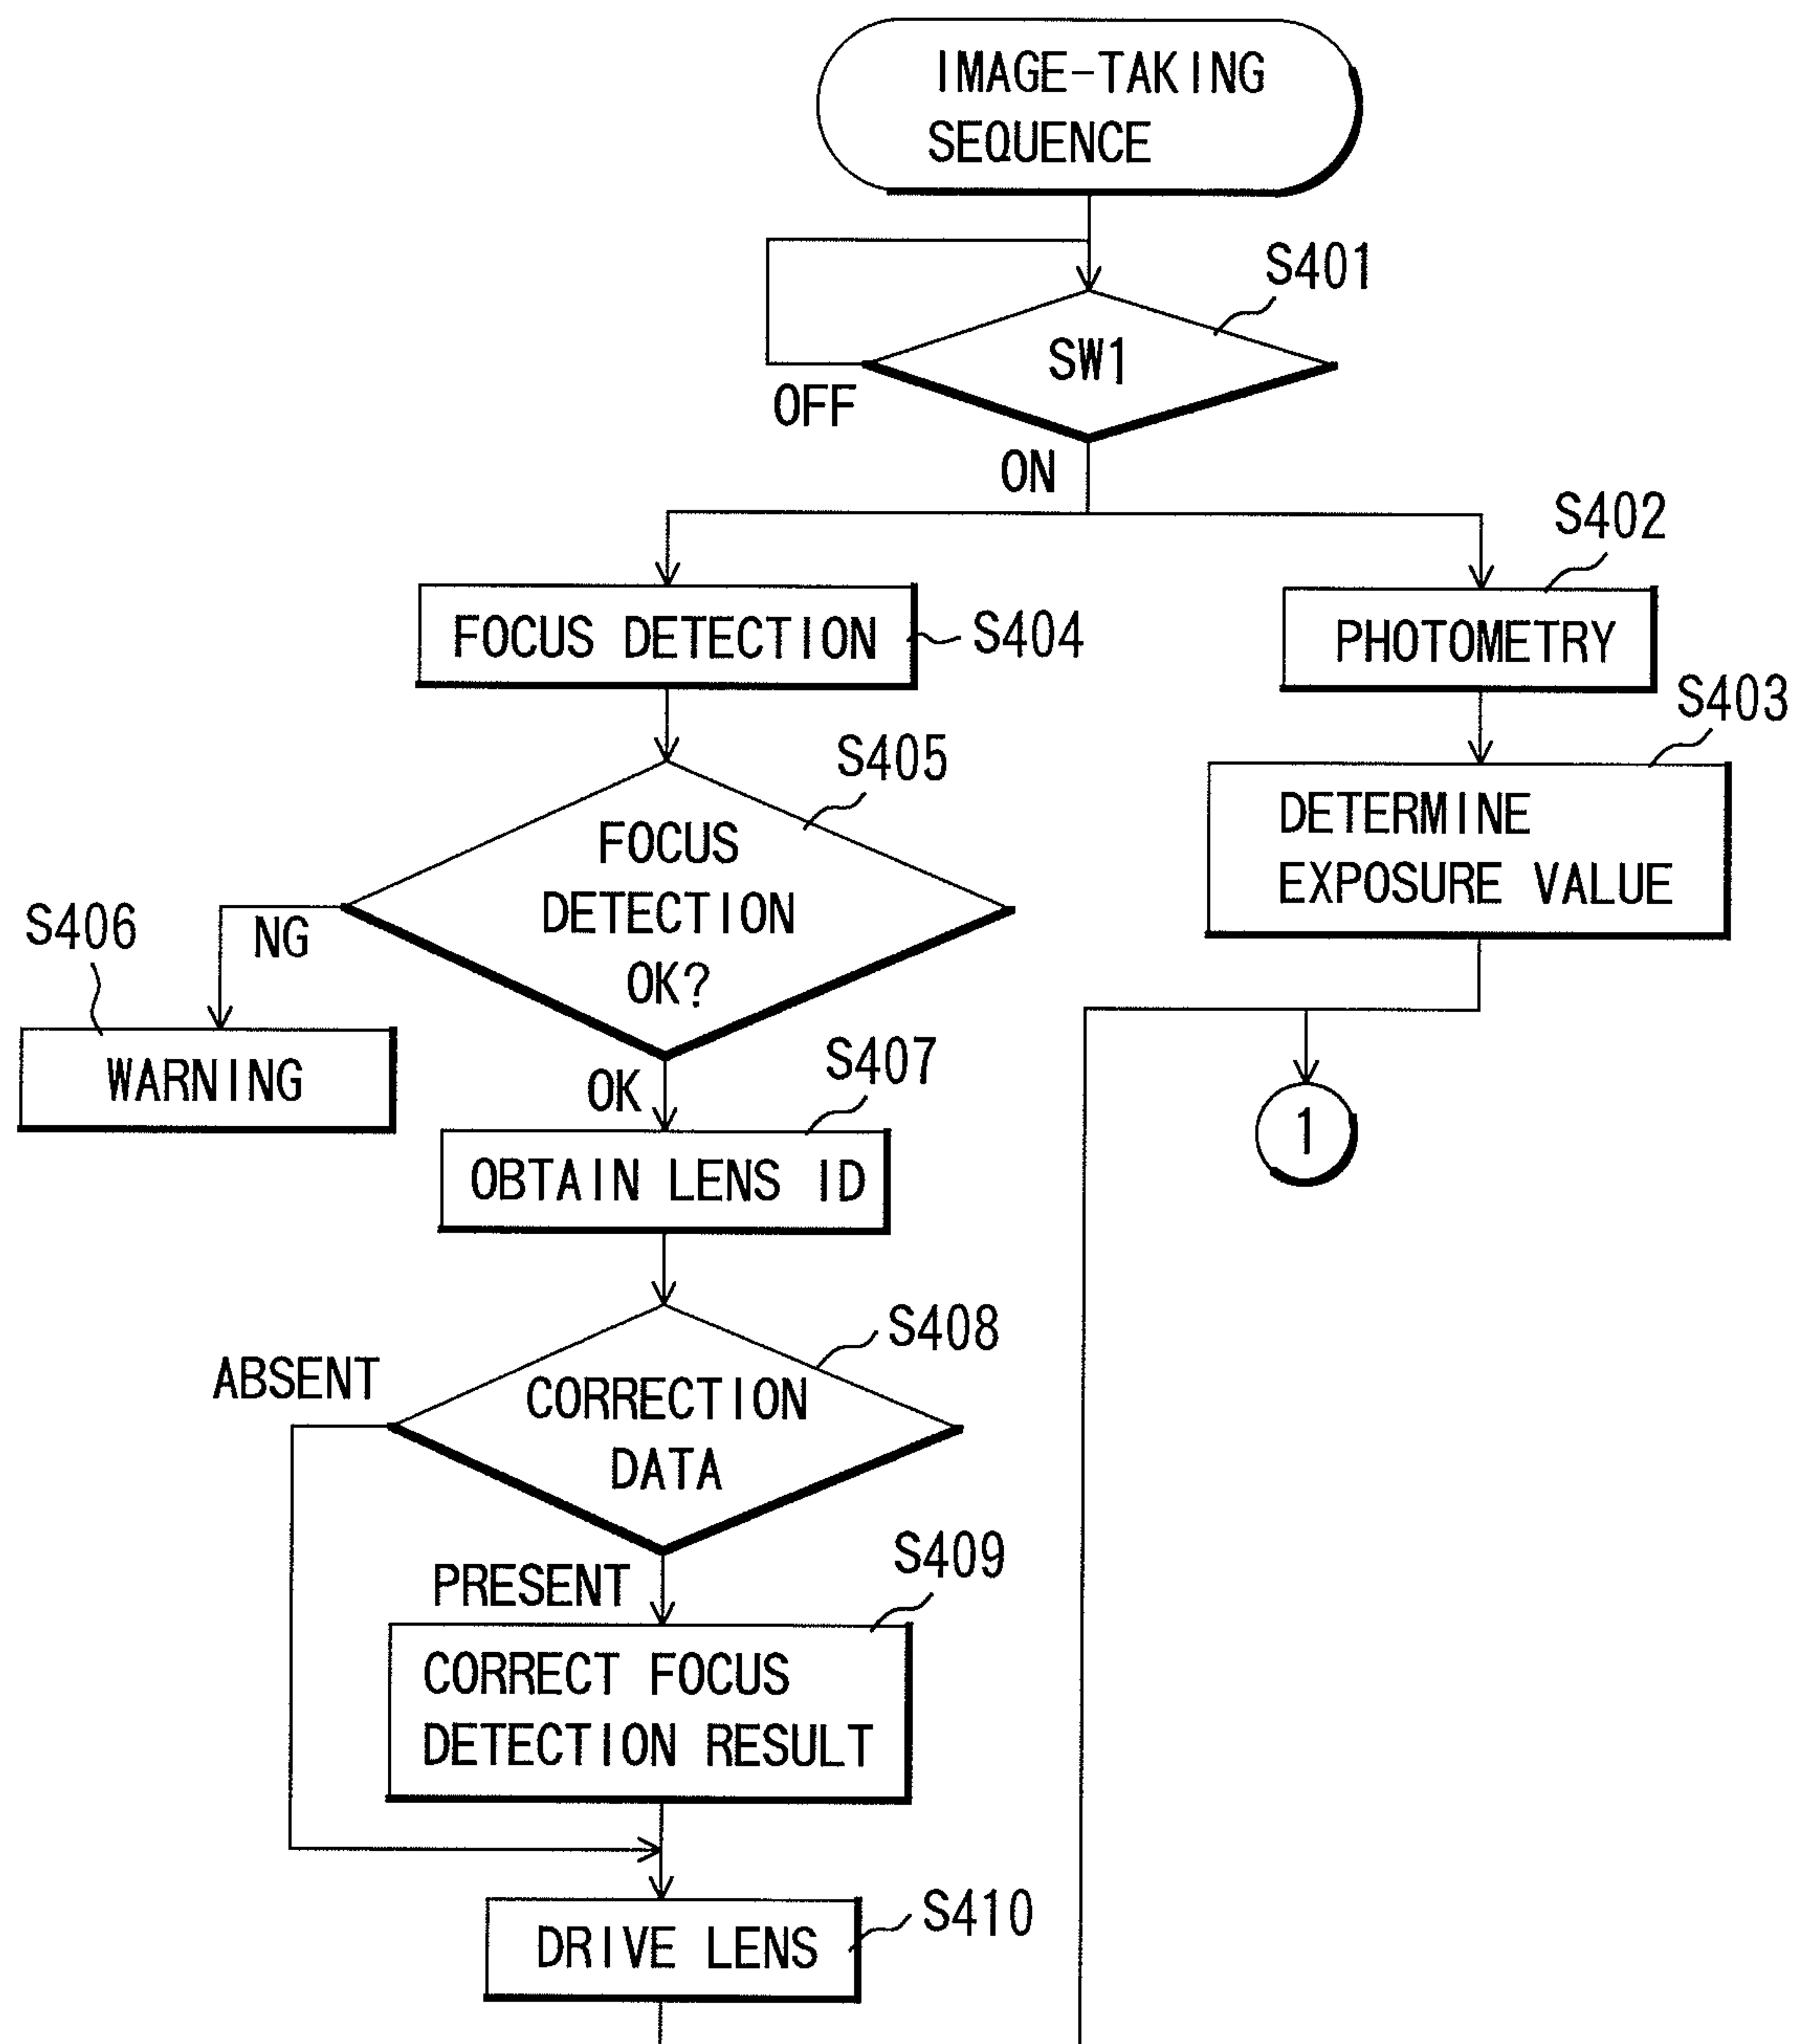 IMAGE-TAKING
SEQUENCE
S401
SW1
OFF
ON
S402
FOCUS DETECTION
S404
PHOTOMETRY
S403
S405
DETERMINE
EXPOSURE VALUE
FOCUS
DETECTION
OK?
S406
NG
WARNING
OK
S407
1
OBTAIN LENS ID
S408
ABSENT
CORRECTION
DATA
PRESENT
S409
CORRECT FOCUS
DETECTION RESULT
S410
DRIVE LENS